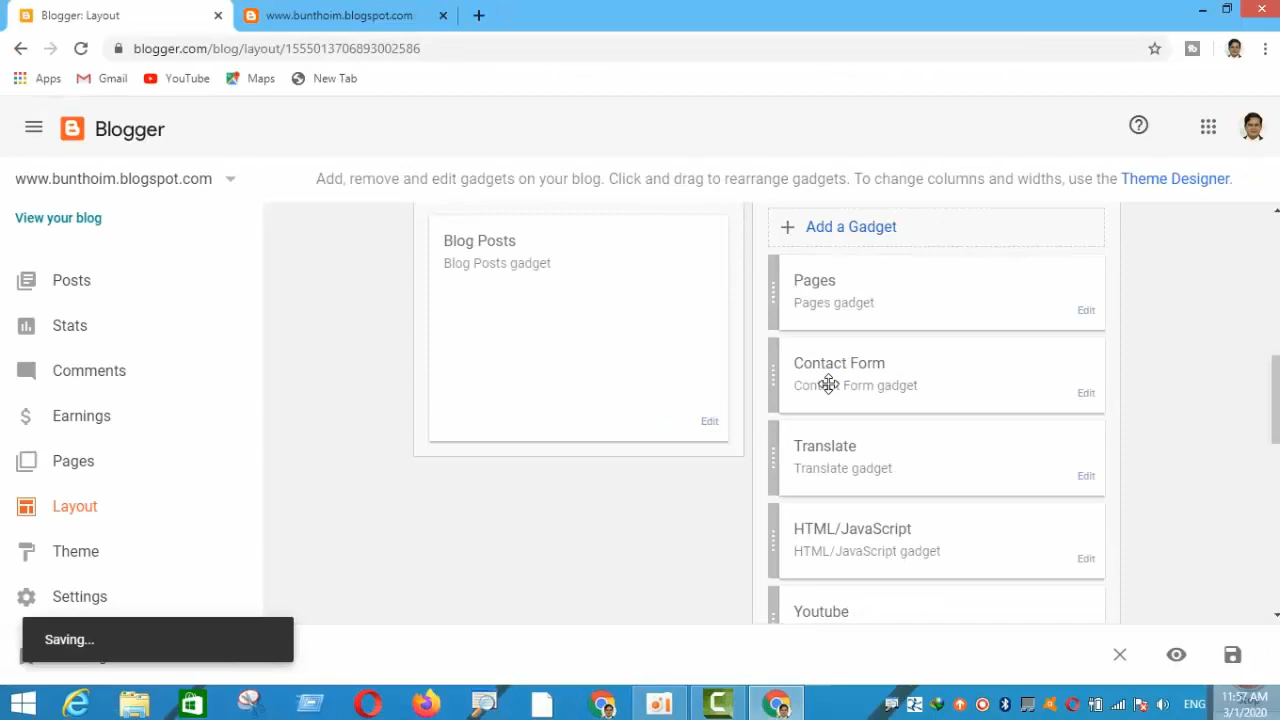 Blogger: Layout
www.bunthoim.blogspot.com
blogger.com/blog/layout/1555013706893002586
Apps
Gmail
YouTube
Maps
New Tab
Blogger
www.bunthoim.blogspot.com
Add, remove and edit gadgets on your blog. Click and drag to rearrange gadgets. To change columns and widths, use the Theme Designer.
View your blog
Posts
Stats
Comments
Earnings
Pages
Layout
Theme
Settings
Blog Posts
Blog Posts gadget
Edit
Add a Gadget
Pages
Pages gadget
Edit
Contact Form
Contact Form gadget
Edit
Translate
Translate gadget
Edit
HTML/JavaScript
HTML/JavaScript gadget
Edit
Youtube
Saving...
ENG
11:57 AM
3/1/2020